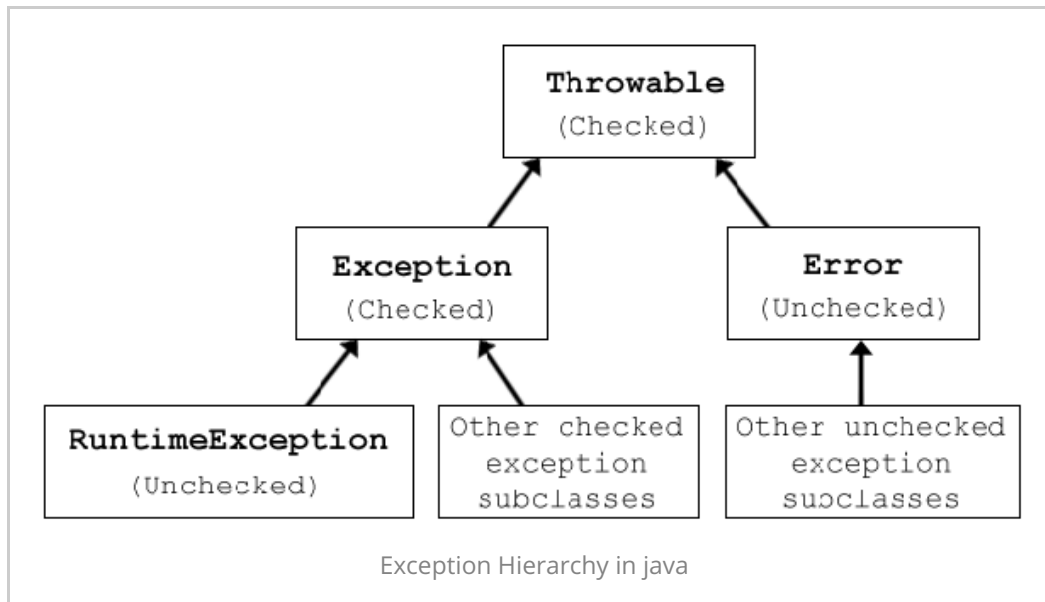 Throwable
(Checked)
Exception
(Checked)
Error
(Unchecked)
RuntimeException
(Unchecked)
Other checked
exception
subclasses
Other unchecked
exception
subclasses
Exception Hierarchy in java